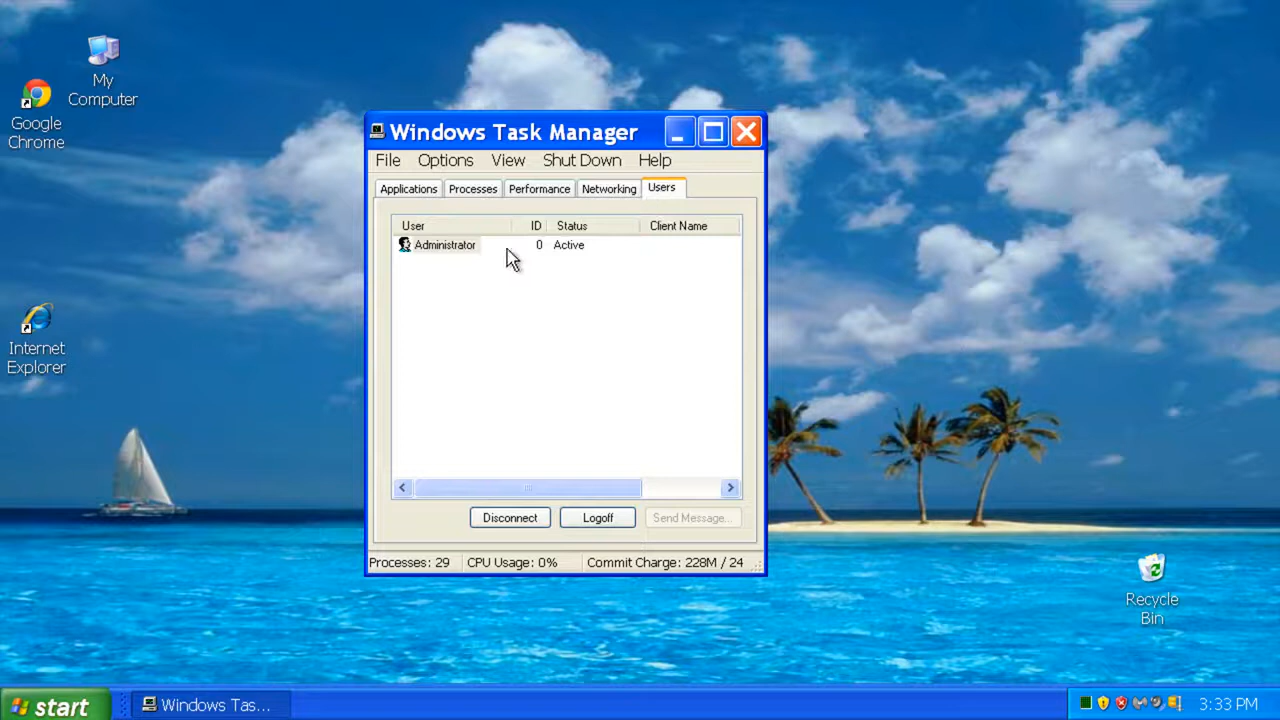 My
Computer
Google
Chrome
Internet
Explorer
Windows Task Manager
File Options View Shut Down Help
Applications Processes Performance Networking Users
User ID Status Client Name
Administrator 0 Active
Disconnect Logoff Send Message...
Processes: 29 CPU Usage: 0% Commit Charge: 228M / 24
Recycle
Bin
start Windows Tas... 3:33 PM